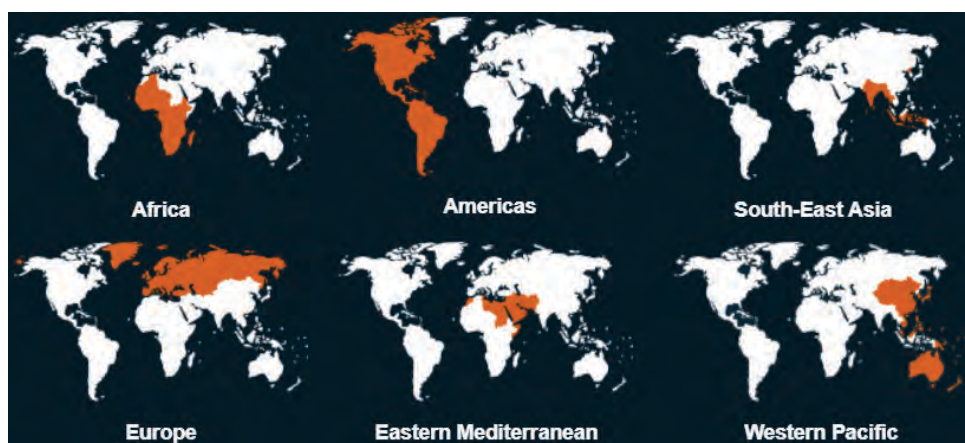 Africa
Americas
South-East Asia
Europe
Eastern Mediterranean
Western Pacific